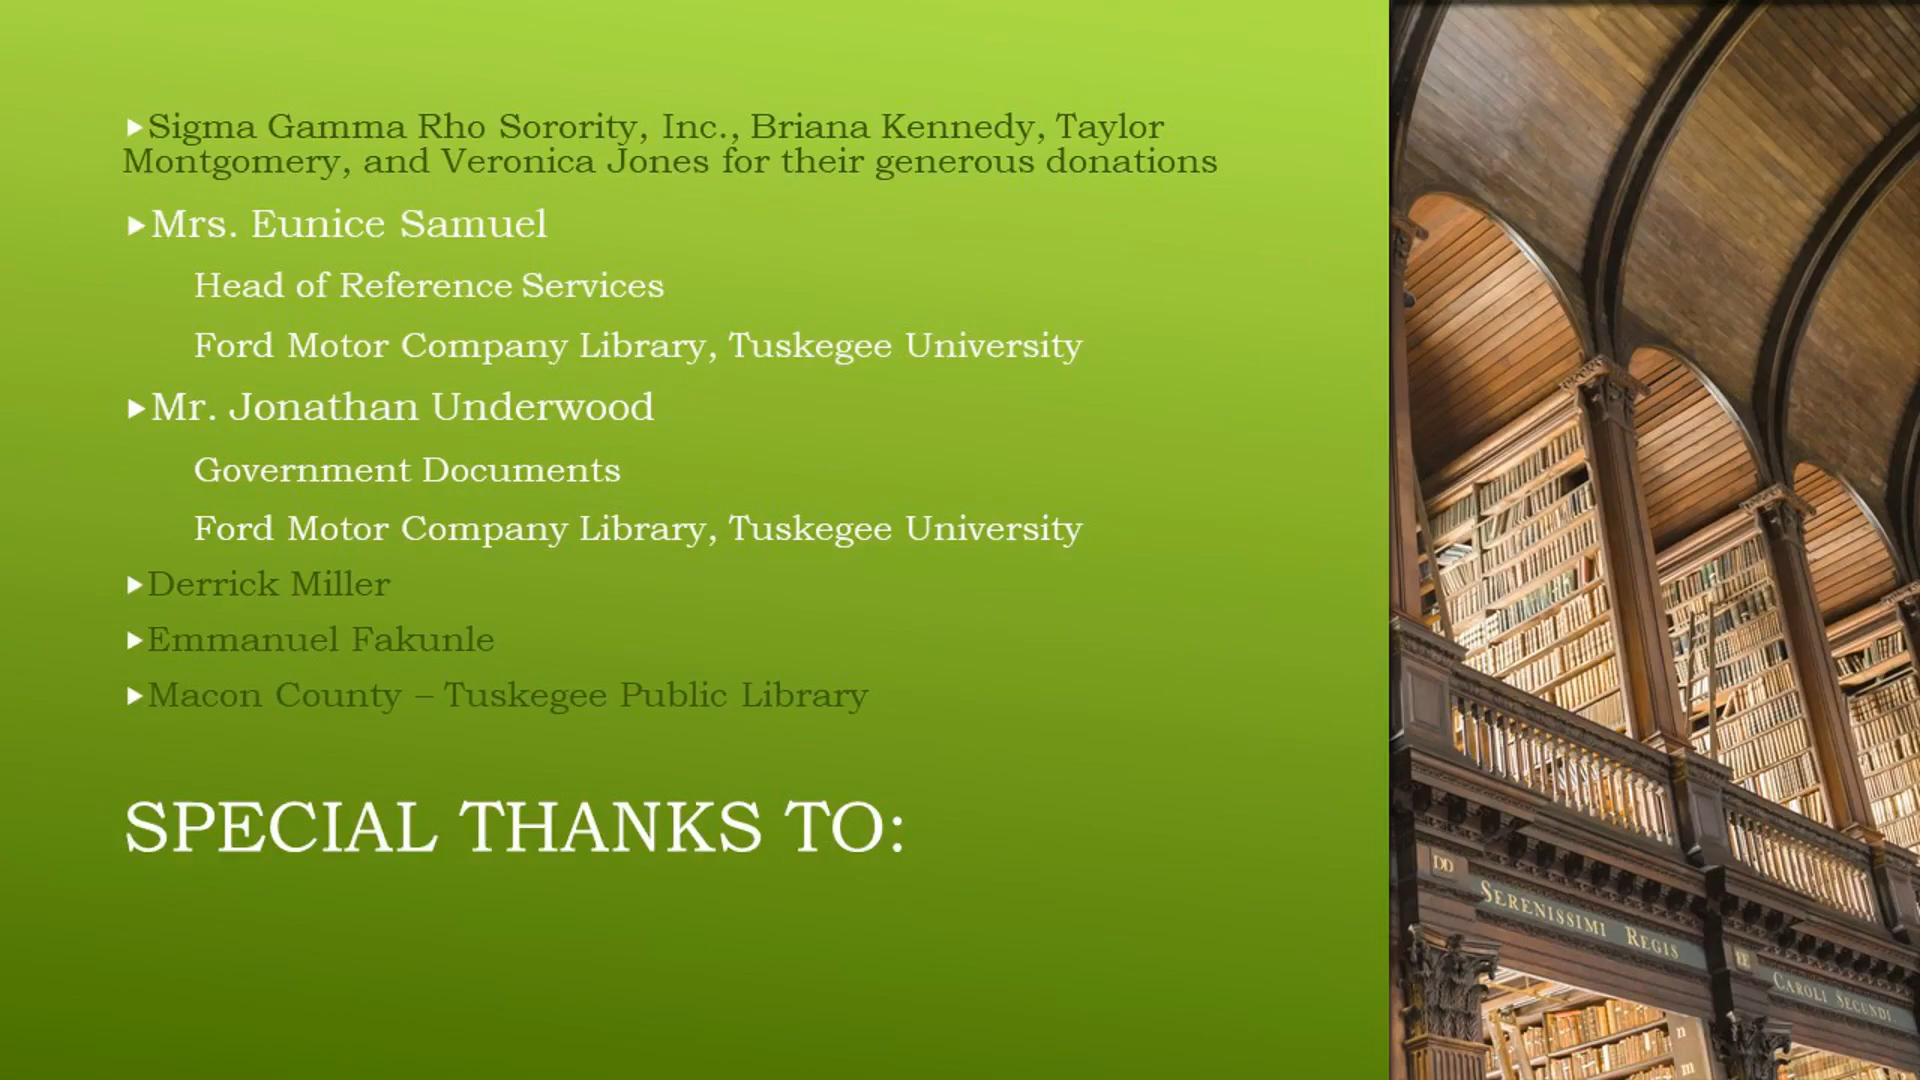 Sigma Gamma Rho Sorority, Inc., Briana Kennedy, Taylor
Montgomery, and Veronica Jones for their generous donations
Mrs. Eunice Samuel
Head of Reference Services
Ford Motor Company Library, Tuskegee University
Mr. Jonathan Underwood
Government Documents
Ford Motor Company Library, Tuskegee University
Derrick Miller
Emmanuel Fakunle
Macon County – Tuskegee Public Library
SPECIAL THANKS TO:
DD
SERENISSIMI REGIS
EE
CAROLI SECUNDI
n
m